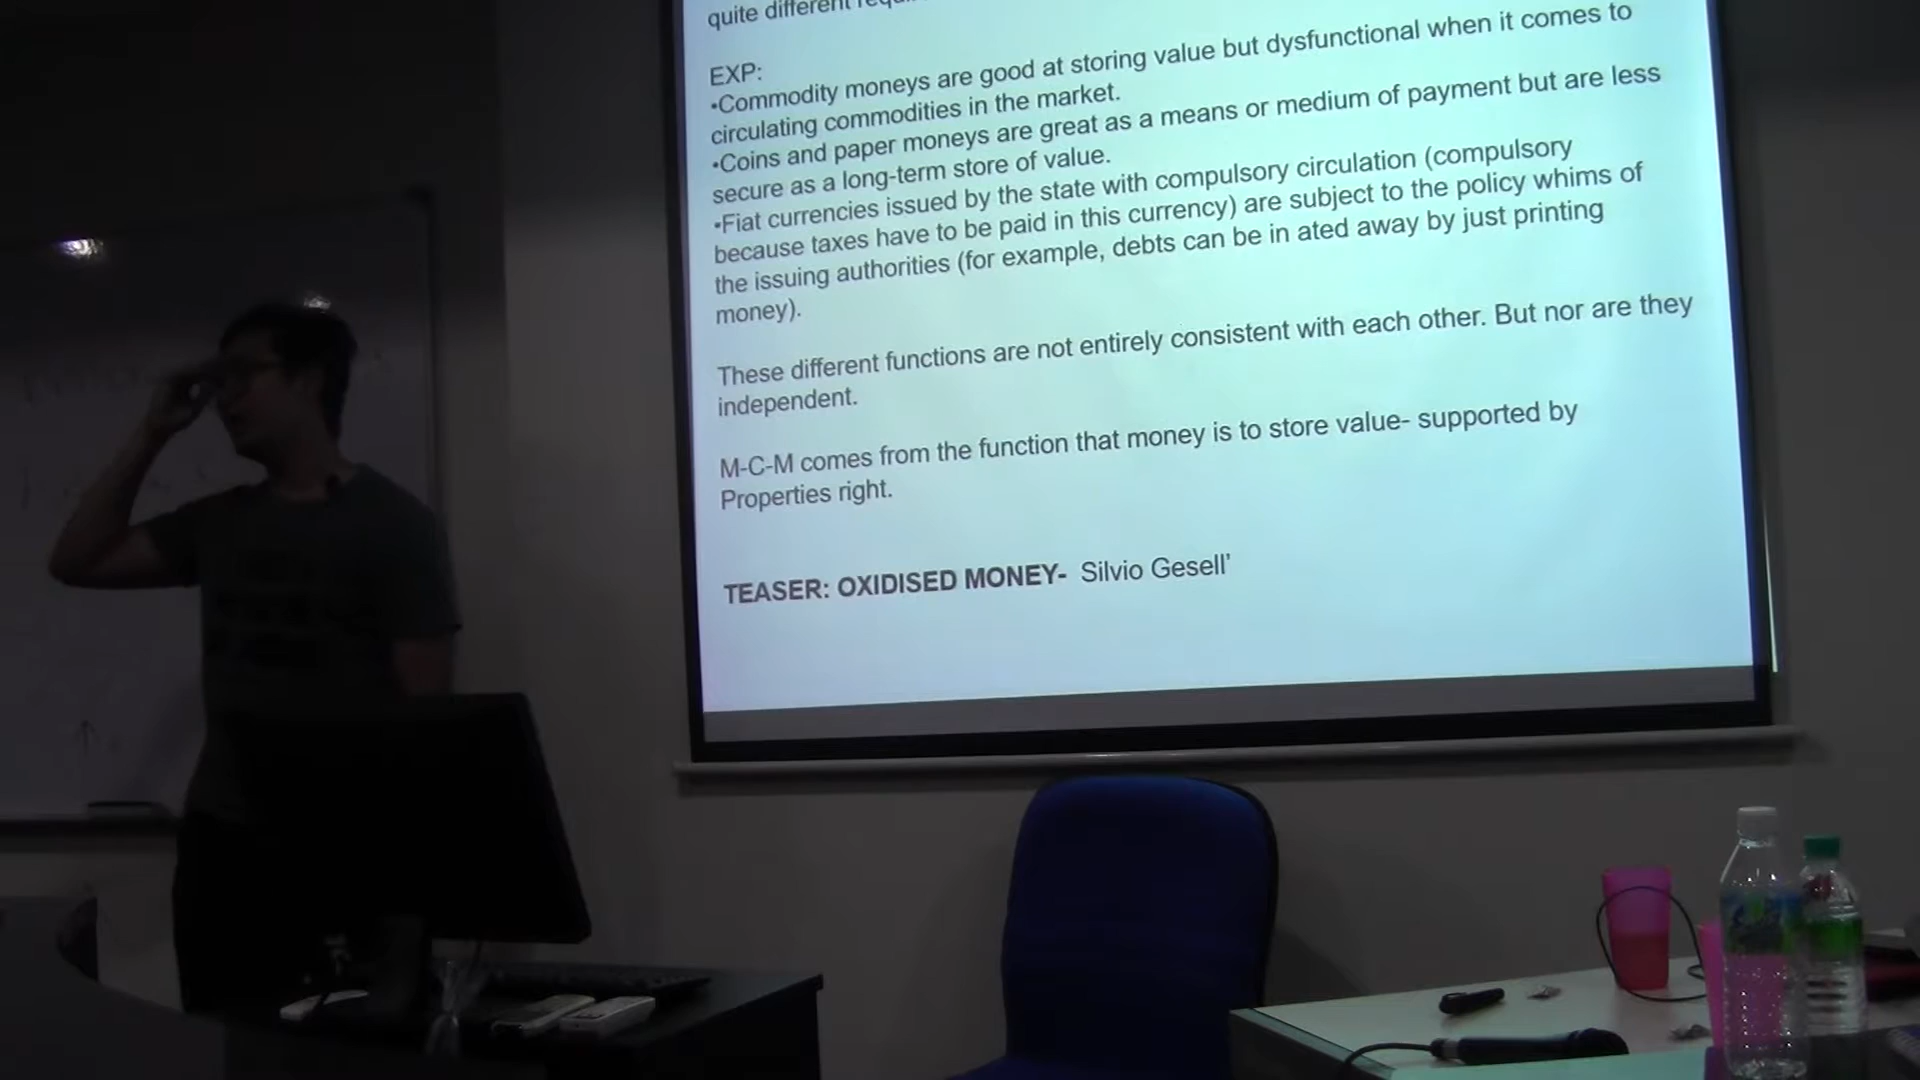 quite different
EXP:
•Commodity moneys are good at storing value but dysfunctional when it comes to
circulating commodities in the market.
•Coins and paper moneys are great as a means or medium of payment but are less
secure as a long-term store of value.
•Fiat currencies issued by the state with compulsory circulation (compulsory
because taxes have to be paid in this currency) are subject to the policy whims of
the issuing authorities (for example, debts can be in ated away by just printing
money).
These different functions are not entirely consistent with each other. But nor are they
independent.
M-C-M comes from the function that money is to store value- supported by
Properties right.
TEASER: OXIDISED MONEY- Silvio Gesell’